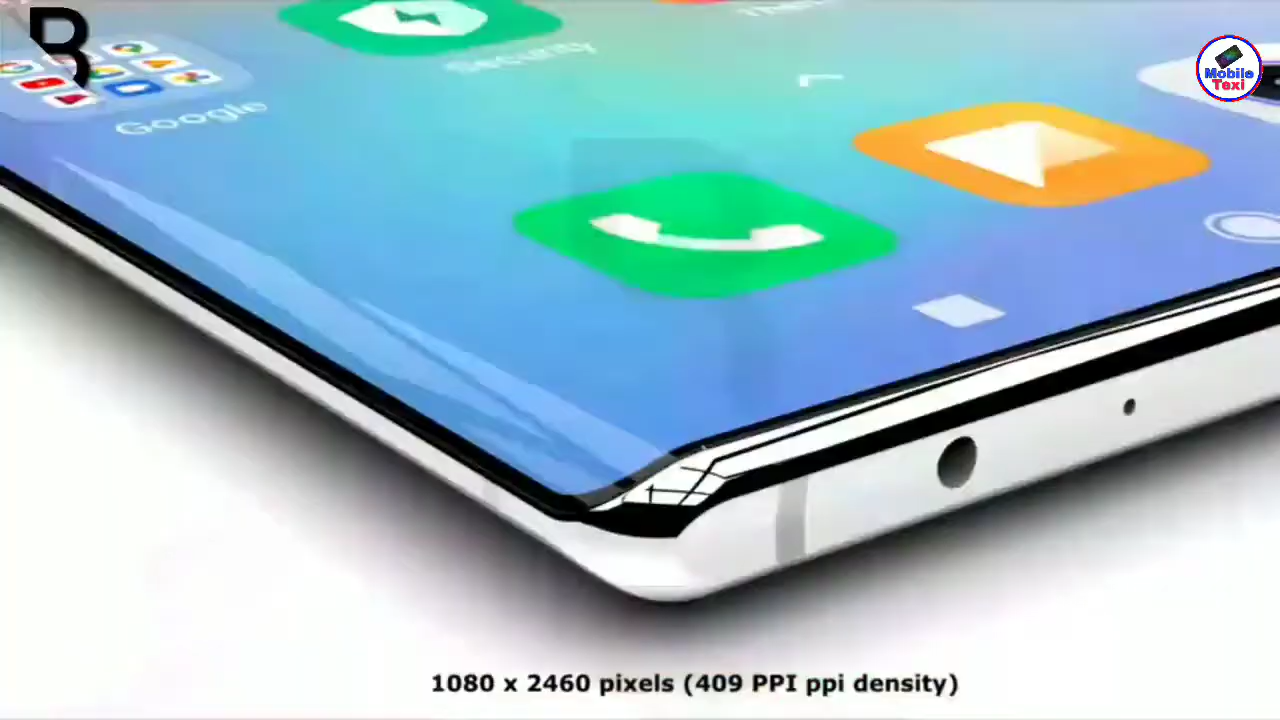 B
Security
Google
Mobile
Texi
1080 x 2460 pixels (409 PPI ppi density)